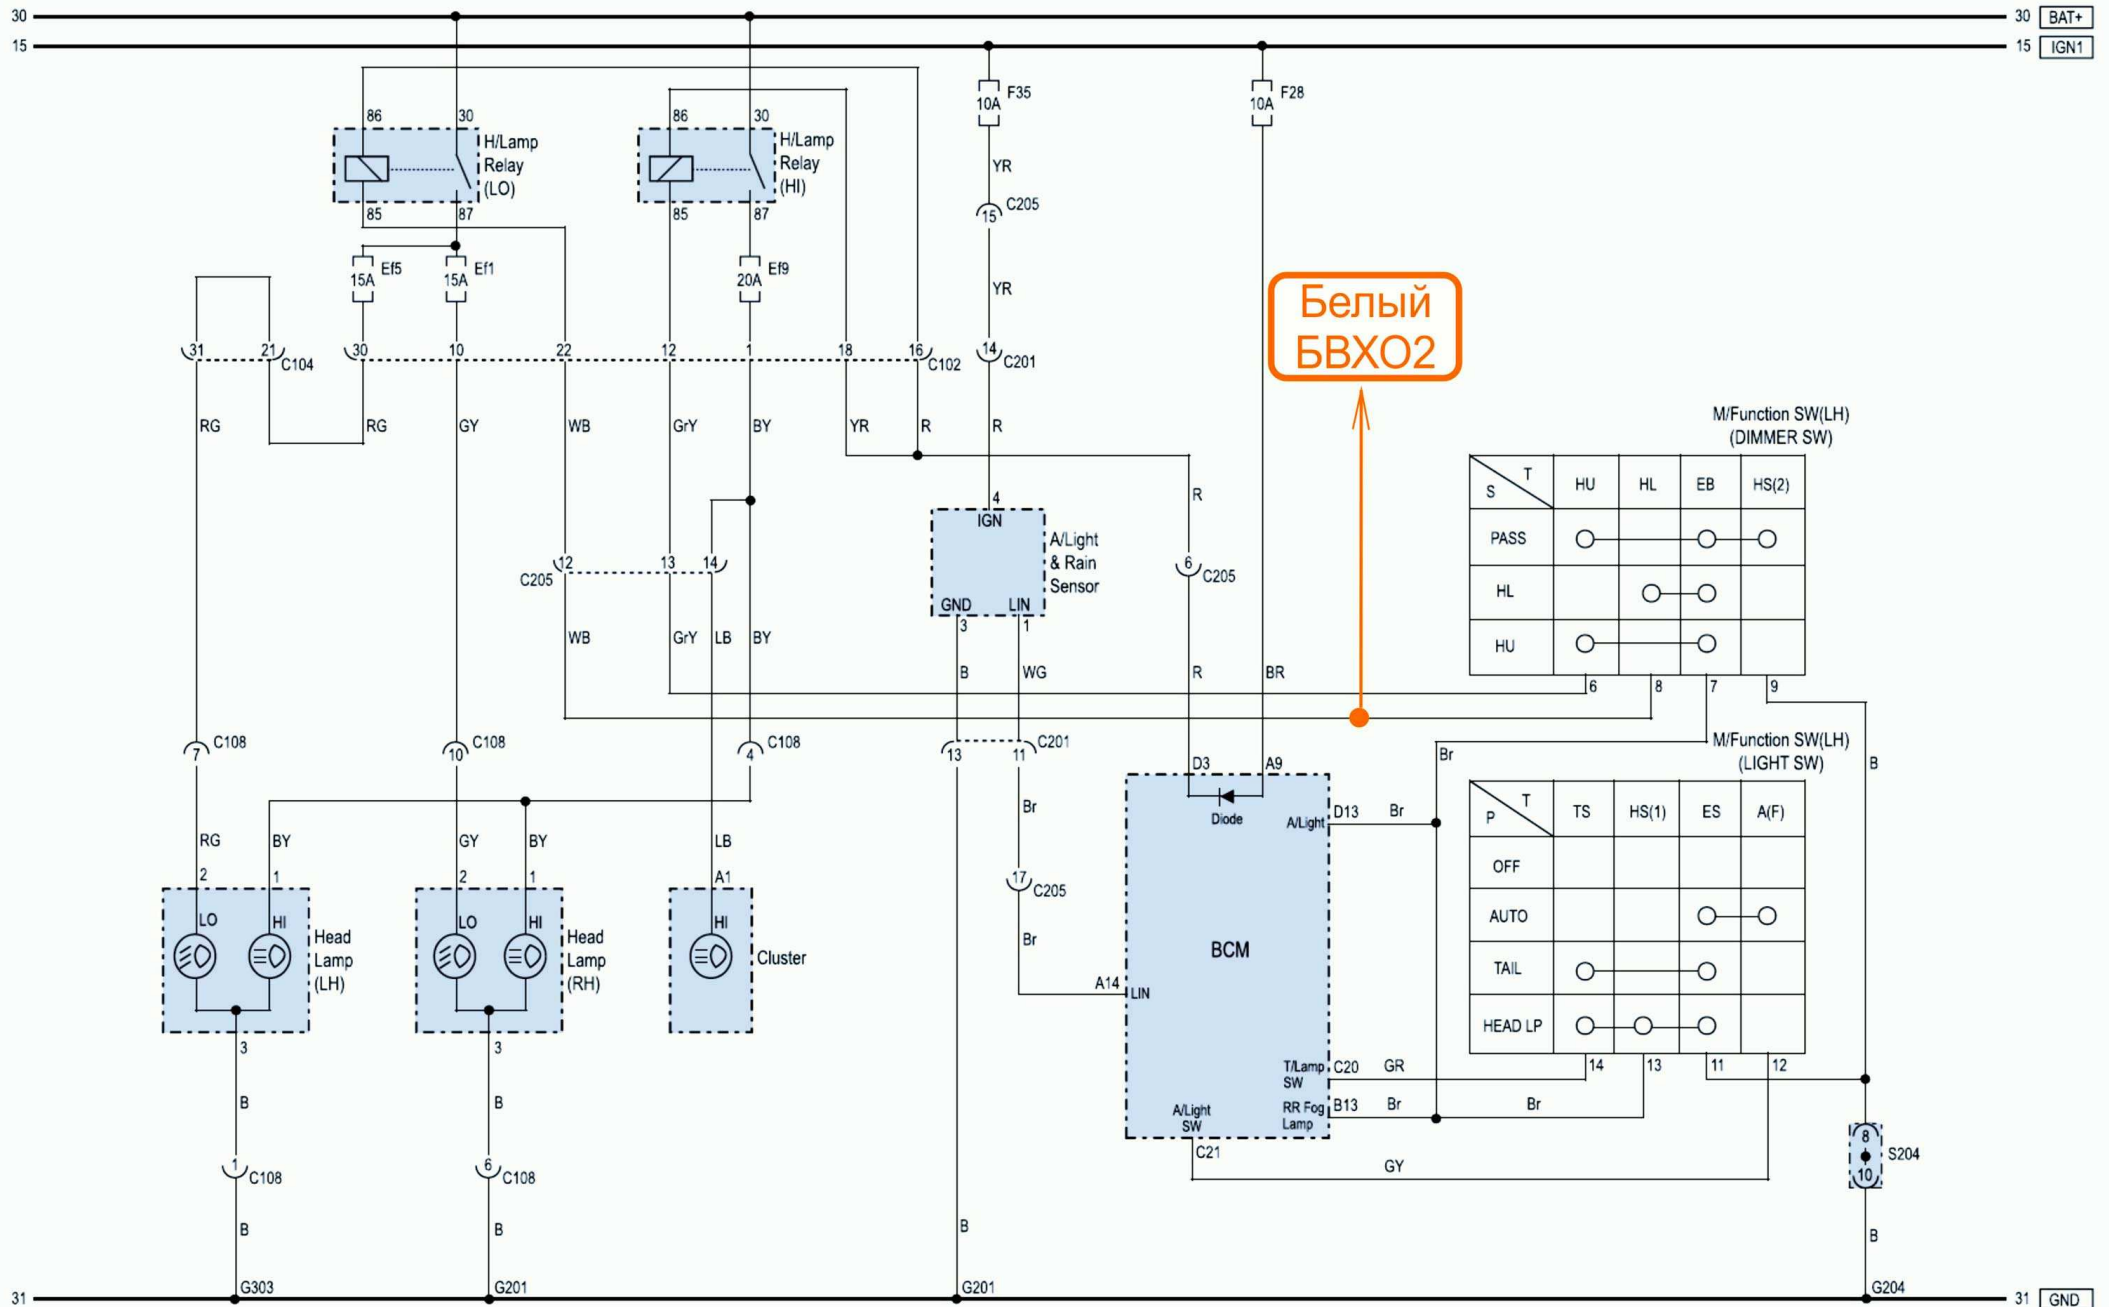 30 30 BAT+
15 15 IGN1
86 30 86 30
H/Lamp
Relay
(LO)
H/Lamp
Relay
(HI)
85 87 85 87
10A F35
10A F28
YR
15 C205
YR
15A Ef5
15A Ef1
20A Ef9
31 21 C104
30 10 22 12 1 18 16 C102
14 C201
Белый
БВХО2
RG RG GY WB GrY BY YR R R
R
4
IGN
A/Light
& Rain
Sensor
GND LIN
3 1
C205 12 13 14
6 C205
WB GrY LB BY
B WG R BR
M/Function SW(LH)
(DIMMER SW)
T
S
HU HL EB HS(2)
PASS
HL
HU
6 8 7 9
7 C108
10 C108
4 C108
13 11 C201
Br
17 C205
Br
D3 A9
Diode
A/Light D13 Br
Br
B
BCM
A14 LIN
T/Lamp
SW
C20 GR
RR Fog
Lamp
B13 Br Br
A/Light
SW
C21
GY
M/Function SW(LH)
(LIGHT SW)
T
P
TS HS(1) ES A(F)
OFF
AUTO
TAIL
HEAD LP
14 13 11 12
RG BY GY BY LB
2 1 2 1 A1
LO HI
Head
Lamp
(LH)
LO HI
Head
Lamp
(RH)
HI
Cluster
3 3
B B
1 C108
6 C108
B B B
8
10
S204
B
G303 G201 G201 G204
31 31 GND